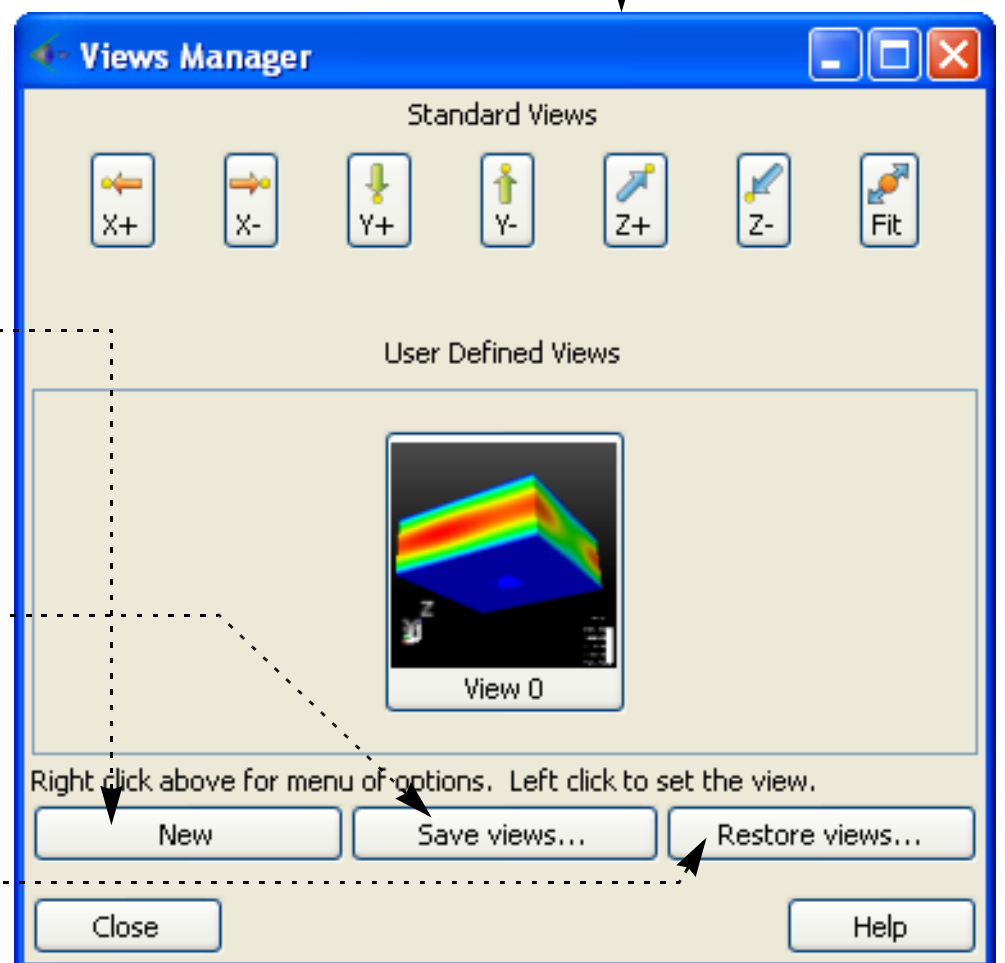 Views Manager
Standard Views
X+ X- Y+ Y- Z+ Z- Fit
User Defined Views
Z
View 0
Right click above for menu of options. Left click to set the view.
New Save views... Restore views...
Close Help